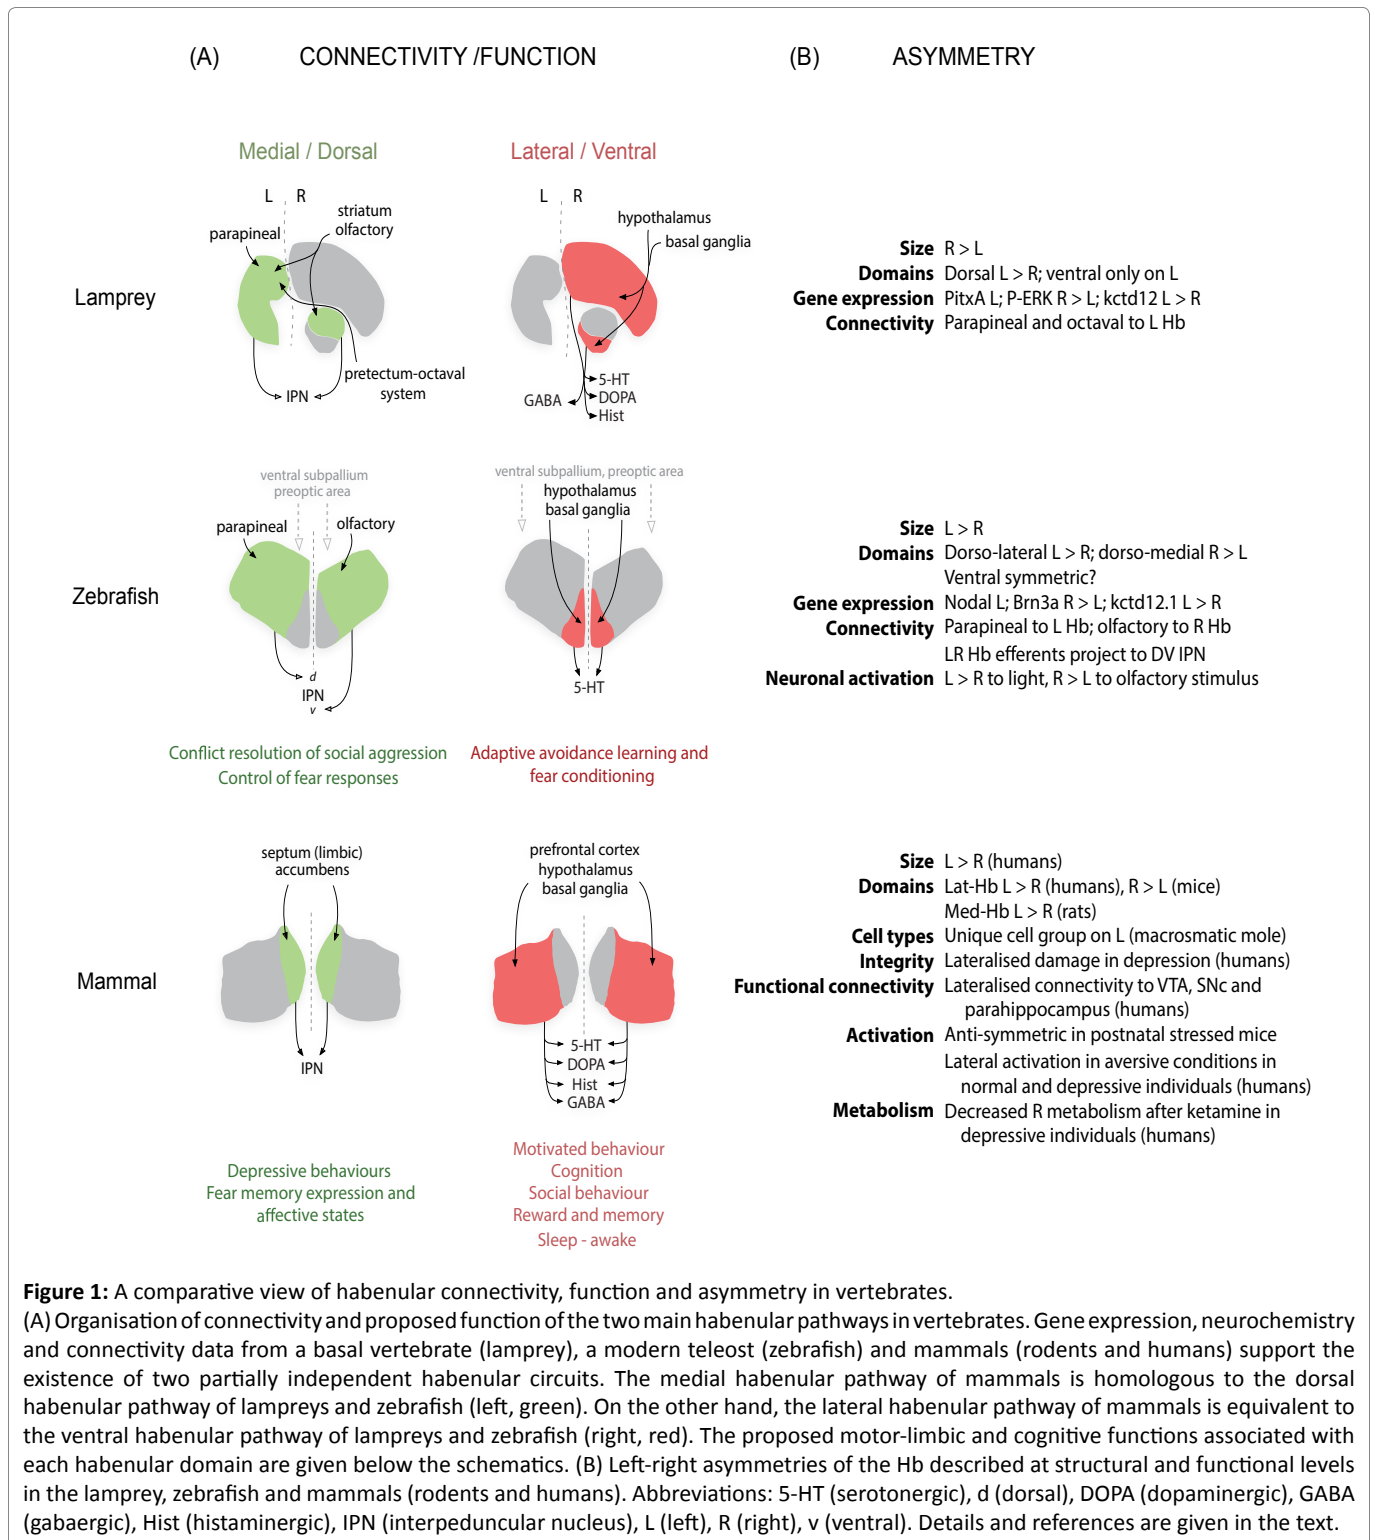 (A) CONNECTIVITY /FUNCTION
(B) ASYMMETRY
Medial / Dorsal
Lateral / Ventral
Lamprey
L R
striatum
olfactory
parapineal
IPN
pretectum-octaval
system
L R
hypothalamus
basal ganglia
GABA
5-HT
DOPA
Hist
Size R > L
Domains Dorsal L > R; ventral only on L
Gene expression PitxA L; P-ERK R > L; kctd12 L > R
Connectivity Parapineal and octaval to L Hb
Zebrafish
ventral subpallium
preoptic area
parapineal
olfactory
d
IPN
v
Conflict resolution of social aggression
Control of fear responses
ventral subpallium, preoptic area
hypothalamus
basal ganglia
5-HT
Adaptive avoidance learning and
fear conditioning
Size L > R
Domains Dorso-lateral L > R; dorso-medial R > L
Ventral symmetric?
Gene expression Nodal L; Brn3a R > L; kctd12.1 L > R
Connectivity Parapineal to L Hb; olfactory to R Hb
LR Hb efferents project to DV IPN
Neuronal activation L > R to light, R > L to olfactory stimulus
Mammal
septum (limbic)
accumbens
IPN
Depressive behaviours
Fear memory expression and
affective states
prefrontal cortex
hypothalamus
basal ganglia
5-HT
DOPA
Hist
GABA
Motivated behaviour
Cognition
Social behaviour
Reward and memory
Sleep - awake
Size L > R (humans)
Domains Lat-Hb L > R (humans), R > L (mice)
Med-Hb L > R (rats)
Cell types Unique cell group on L (macrosmatic mole)
Integrity Lateralised damage in depression (humans)
Functional connectivity Lateralised connectivity to VTA, SNc and
parahippocampus (humans)
Activation Anti-symmetric in postnatal stressed mice
Lateral activation in aversive conditions in
normal and depressive individuals (humans)
Metabolism Decreased R metabolism after ketamine in
depressive individuals (humans)
Figure 1: A comparative view of habenular connectivity, function and asymmetry in vertebrates.
(A) Organisation of connectivity and proposed function of the two main habenular pathways in vertebrates. Gene expression, neurochemistry
and connectivity data from a basal vertebrate (lamprey), a modern teleost (zebrafish) and mammals (rodents and humans) support the
existence of two partially independent habenular circuits. The medial habenular pathway of mammals is homologous to the dorsal
habenular pathway of lampreys and zebrafish (left, green). On the other hand, the lateral habenular pathway of mammals is equivalent to
the ventral habenular pathway of lampreys and zebrafish (right, red). The proposed motor-limbic and cognitive functions associated with
each habenular domain are given below the schematics. (B) Left-right asymmetries of the Hb described at structural and functional levels
in the lamprey, zebrafish and mammals (rodents and humans). Abbreviations: 5-HT (serotonergic), d (dorsal), DOPA (dopaminergic), GABA
(gabaergic), Hist (histaminergic), IPN (interpeduncular nucleus), L (left), R (right), v (ventral). Details and references are given in the text.